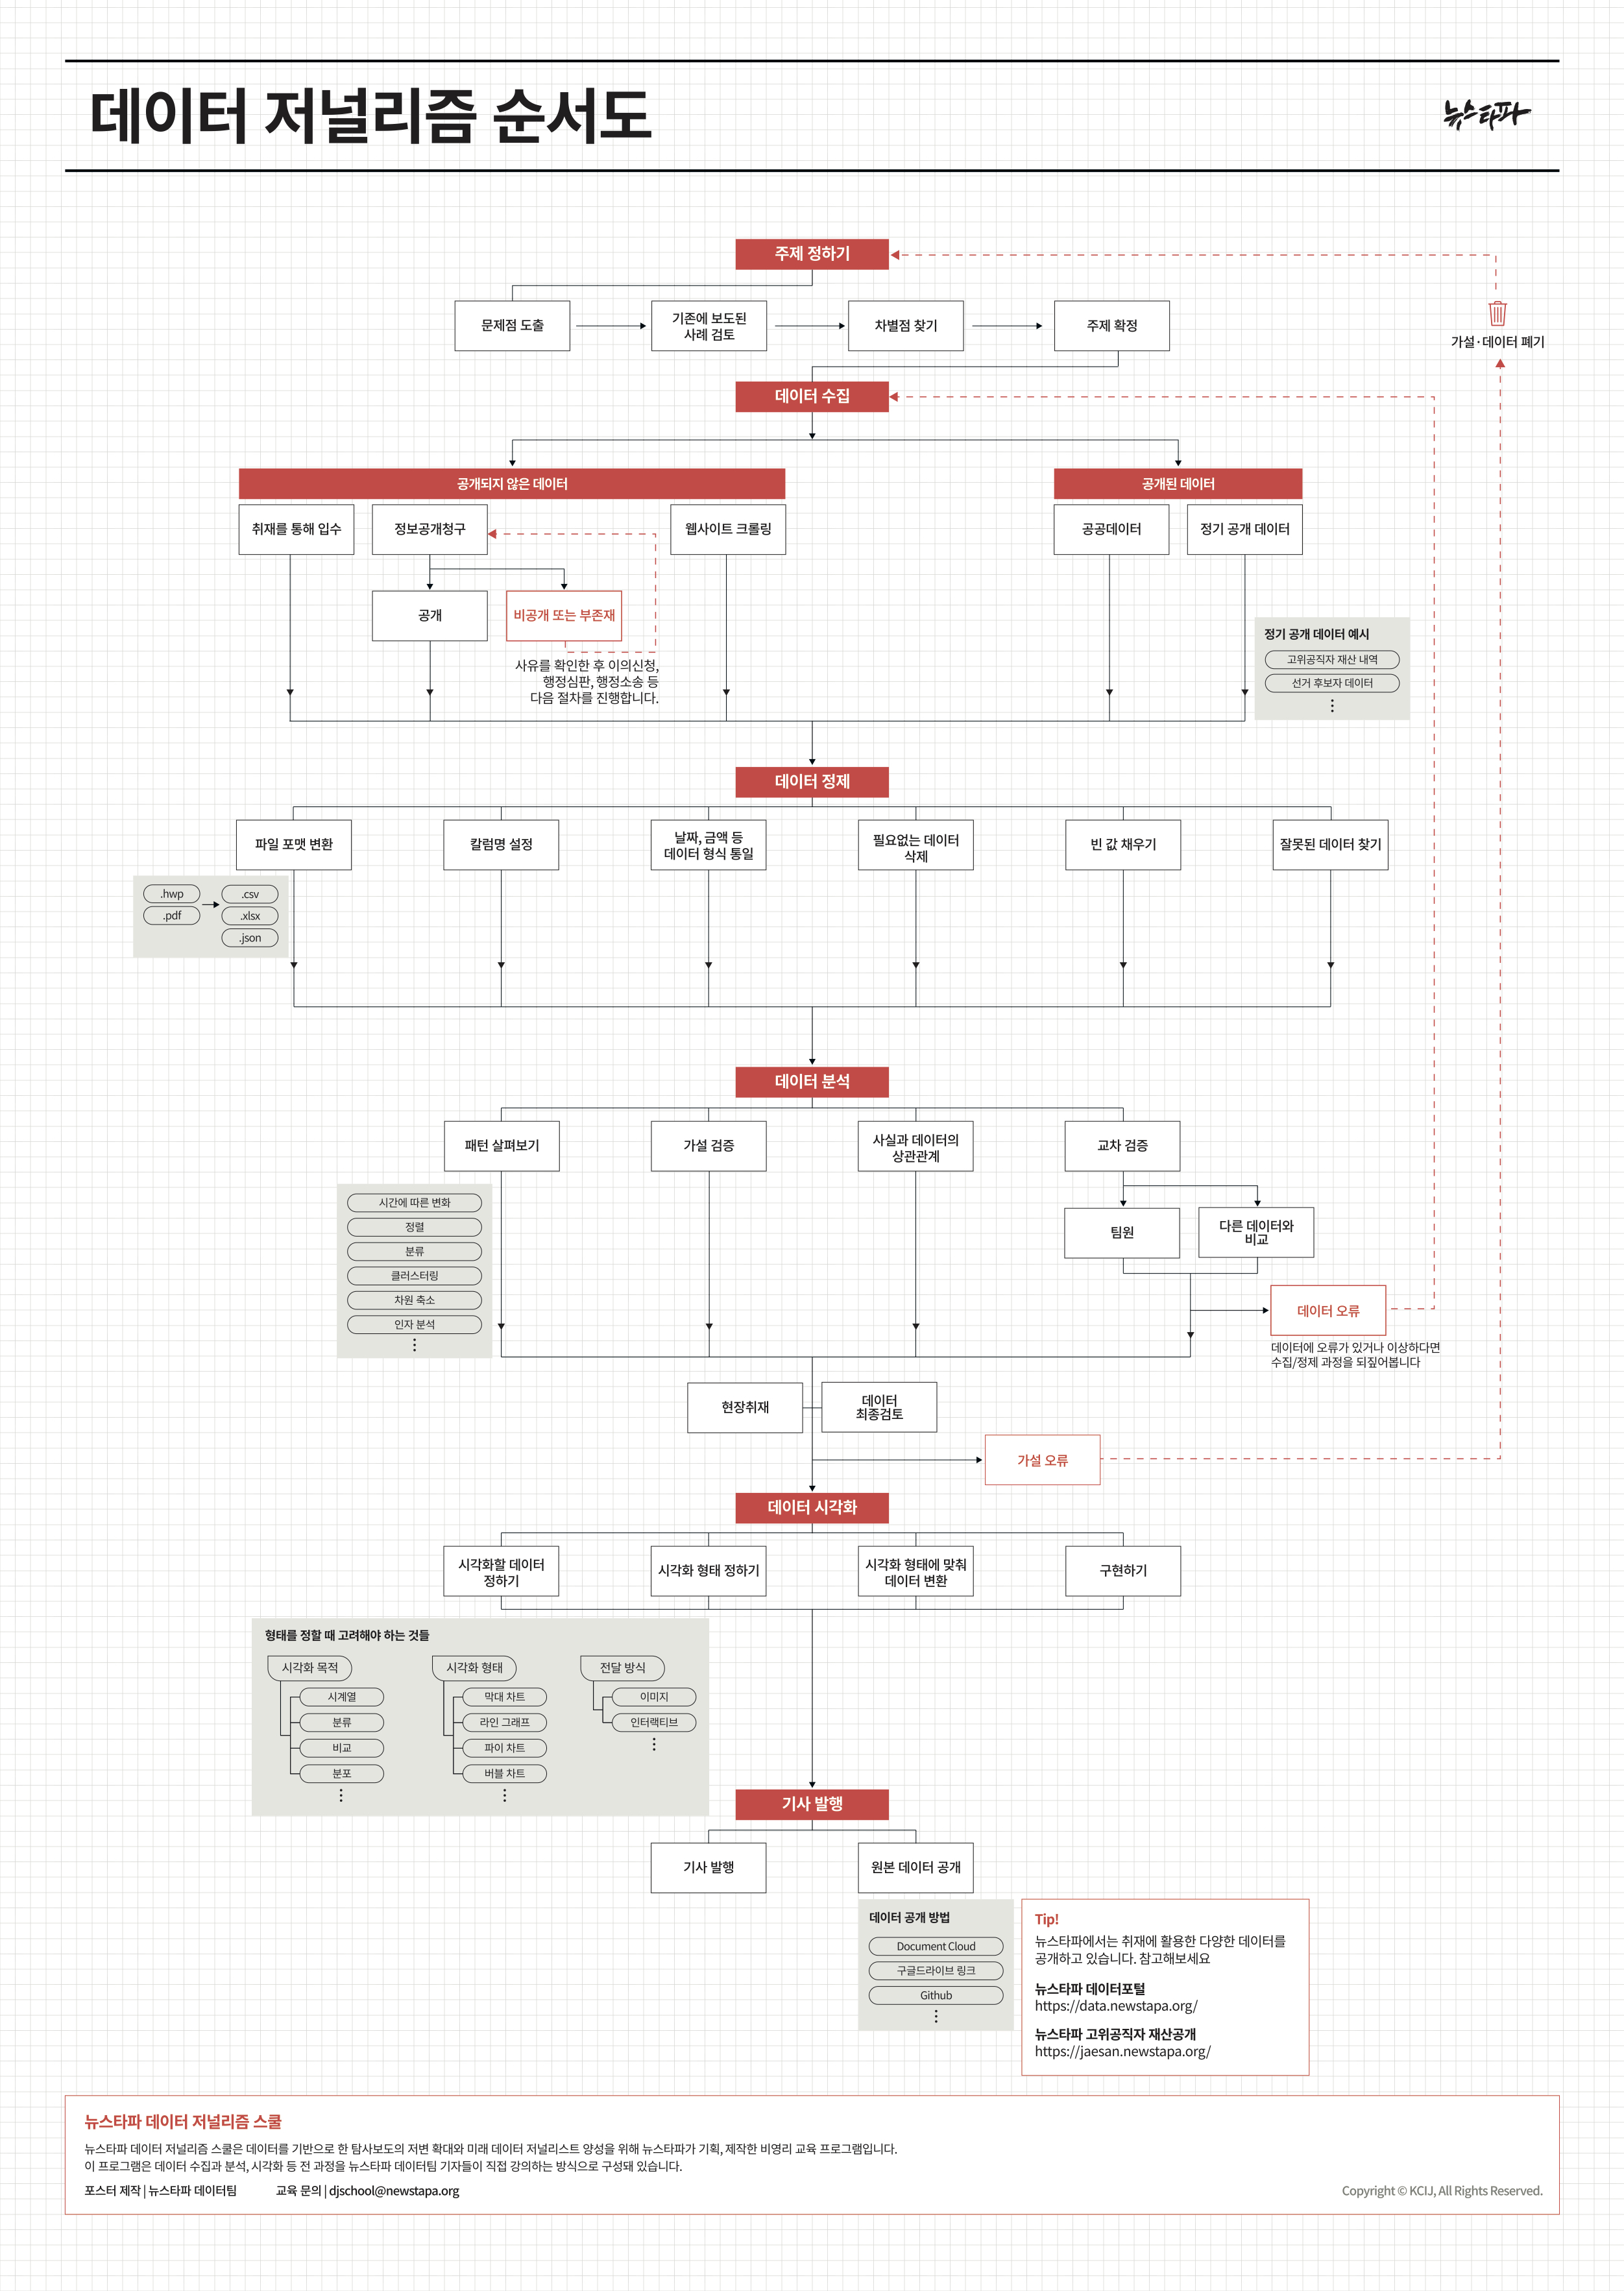 데이터 저널리즘 순서도
뉴스타파
주제 정하기
문제점 도출
기존에 보도된
사례 검토
차별점 찾기
주제 확정
가설·데이터 폐기
데이터 수집
공개되지 않은 데이터
공개된 데이터
취재를 통해 입수
정보공개청구
웹사이트 크롤링
공공데이터
정기 공개 데이터
공개
비공개 또는 부존재
사유를 확인한 후 이의신청,
행정심판, 행정소송 등
다음 절차를 진행합니다.
정기 공개 데이터 예시
고위공직자 재산 내역
선거 후보자 데이터
데이터 정제
파일 포맷 변환
칼럼명 설정
날짜, 금액 등
데이터 형식 통일
필요없는 데이터
삭제
빈 값 채우기
잘못된 데이터 찾기
.hwp
.pdf
.csv
.xlsx
.json
데이터 분석
패턴 살펴보기
가설 검증
사실과 데이터의
상관관계
교차 검증
시간에 따른 변화
정렬
분류
클러스터링
차원 축소
인자 분석
팀원
다른 데이터와
비교
데이터 오류
데이터에 오류가 있거나 이상하다면
수집/정제 과정을 되짚어봅니다
현장취재
데이터
최종검토
가설 오류
데이터 시각화
시각화할 데이터
정하기
시각화 형태 정하기
시각화 형태에 맞춰
데이터 변환
구현하기
형태를 정할 때 고려해야 하는 것들
시각화 목적
시계열
분류
비교
분포
시각화 형태
막대 차트
라인 그래프
파이 차트
버블 차트
전달 방식
이미지
인터랙티브
기사 발행
기사 발행
원본 데이터 공개
데이터 공개 방법
Document Cloud
구글드라이브 링크
Github
Tip!
뉴스타파에서는 취재에 활용한 다양한 데이터를
공개하고 있습니다. 참고해보세요
뉴스타파 데이터포털
https://data.newstapa.org/
뉴스타파 고위공직자 재산공개
https://jaesan.newstapa.org/
뉴스타파 데이터 저널리즘 스쿨
뉴스타파 데이터 저널리즘 스쿨은 데이터를 기반으로 한 탐사보도의 저변 확대와 미래 데이터 저널리스트 양성을 위해 뉴스타파가 기획, 제작한 비영리 교육 프로그램입니다.
이 프로그램은 데이터 수집과 분석, 시각화 등 전 과정을 뉴스타파 데이터팀 기자들이 직접 강의하는 방식으로 구성돼 있습니다.
포스터 제작 | 뉴스타파 데이터팀 교육 문의 | djschool@newstapa.org
Copyright © KCIJ, All Rights Reserved.